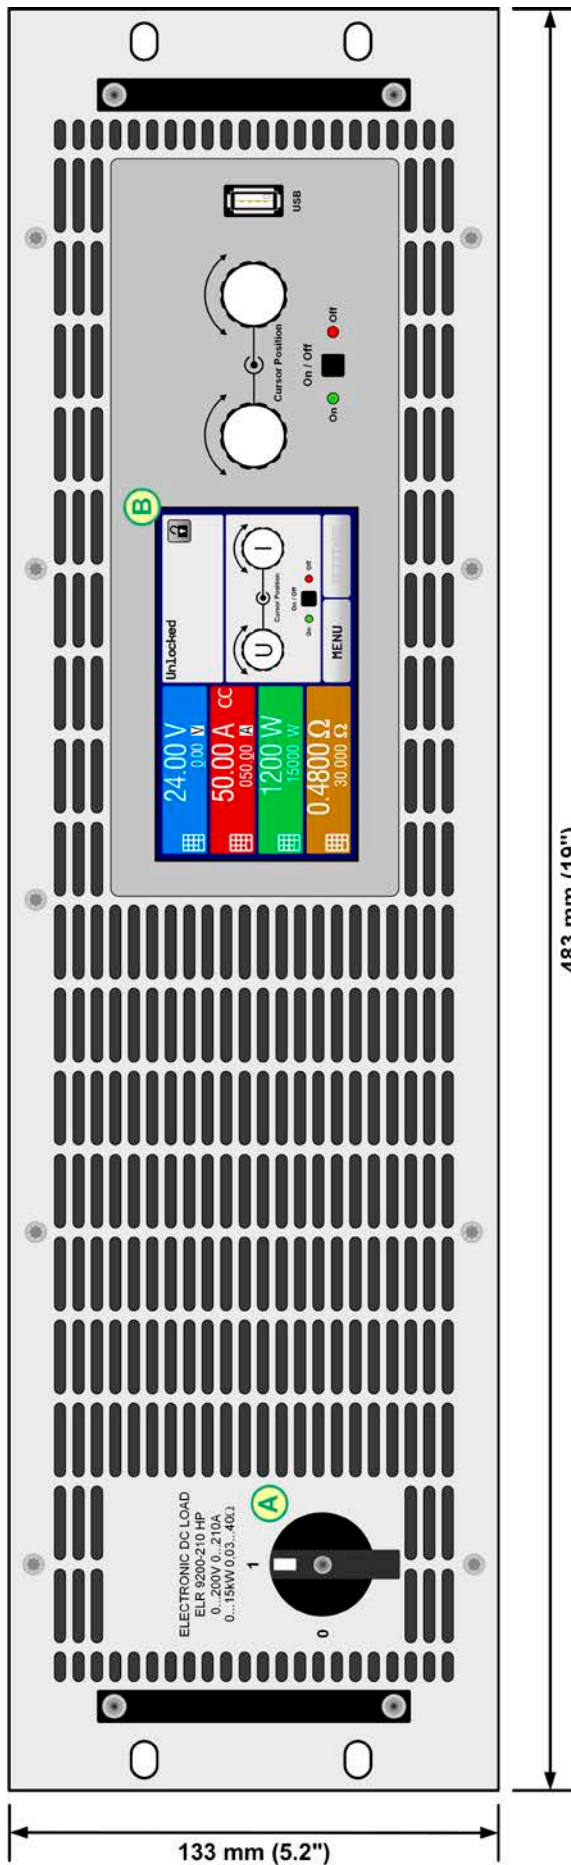 ELECTRONIC DC LOAD
ELR 9200-210 HP
0...200V 0...210A
0...15kW 0,03...40Ω
A
1
0
24.00 V
0.00 V
50.00 A CC
050.00 A
1200 W
15000 W
0.4800 Ω
30.000 Ω
Unlocked
U
I
Cursor Position
On / Off
On
Off
MENU
SETTINGS
B
Cursor Position
On / Off
On
Off
USB
483 mm (19")
133 mm (5.2")